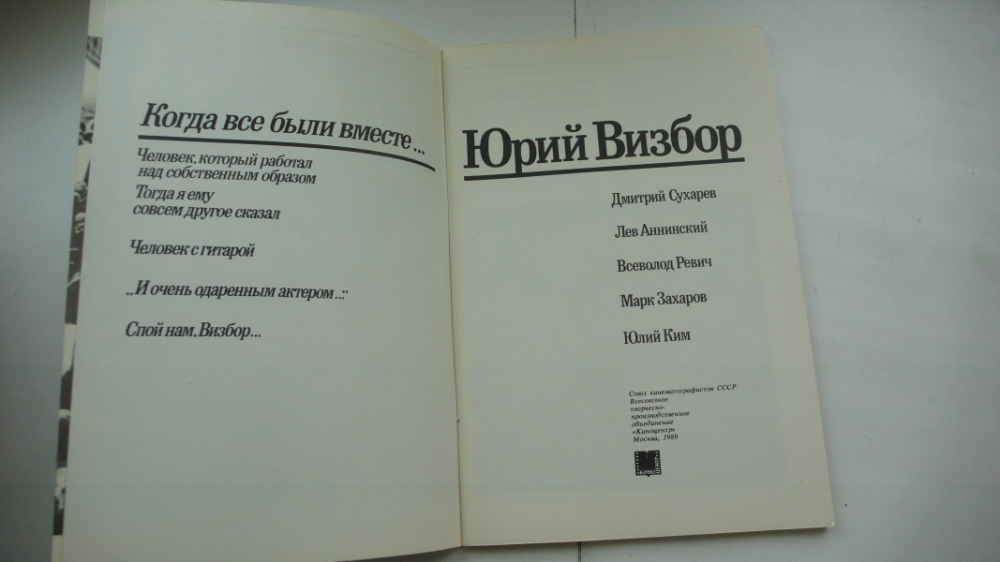 Когда все были вместе...
Человек, который работал
над собственным образом
Тогда я ему
совсем другое сказал
Человек с гитарой
„И очень одаренным актером..."
Спой нам, Визбор...
Юрий Визбор
Дмитрий Сухарев
Лев Аннинский
Всеволод Ревич
Марк Захаров
Юлий Ким
Союз кинематографистов СССР
Всесоюзное
творческо-
производственное
объединение
«Киноцентр»
Москва, 1989